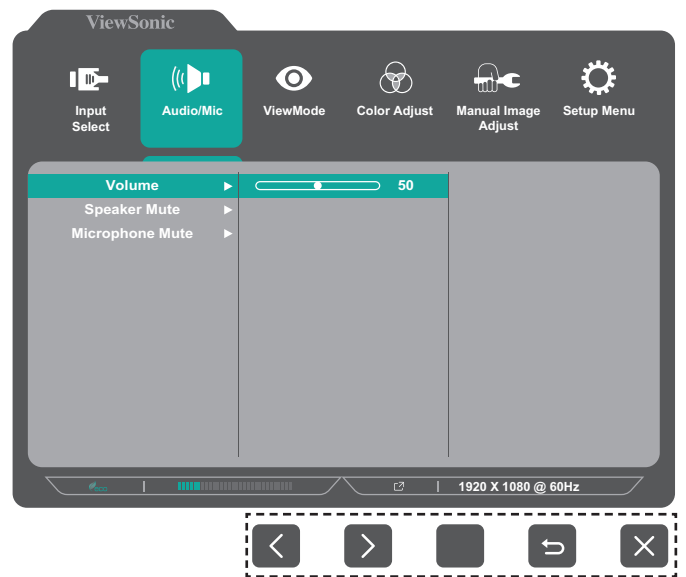 ViewSonic
Input
Select
Audio/Mic
ViewMode
Color Adjust
Manual Image
Adjust
Setup Menu
Volume
50
Speaker Mute
Microphone Mute
eco
1920 X 1080 @ 60Hz